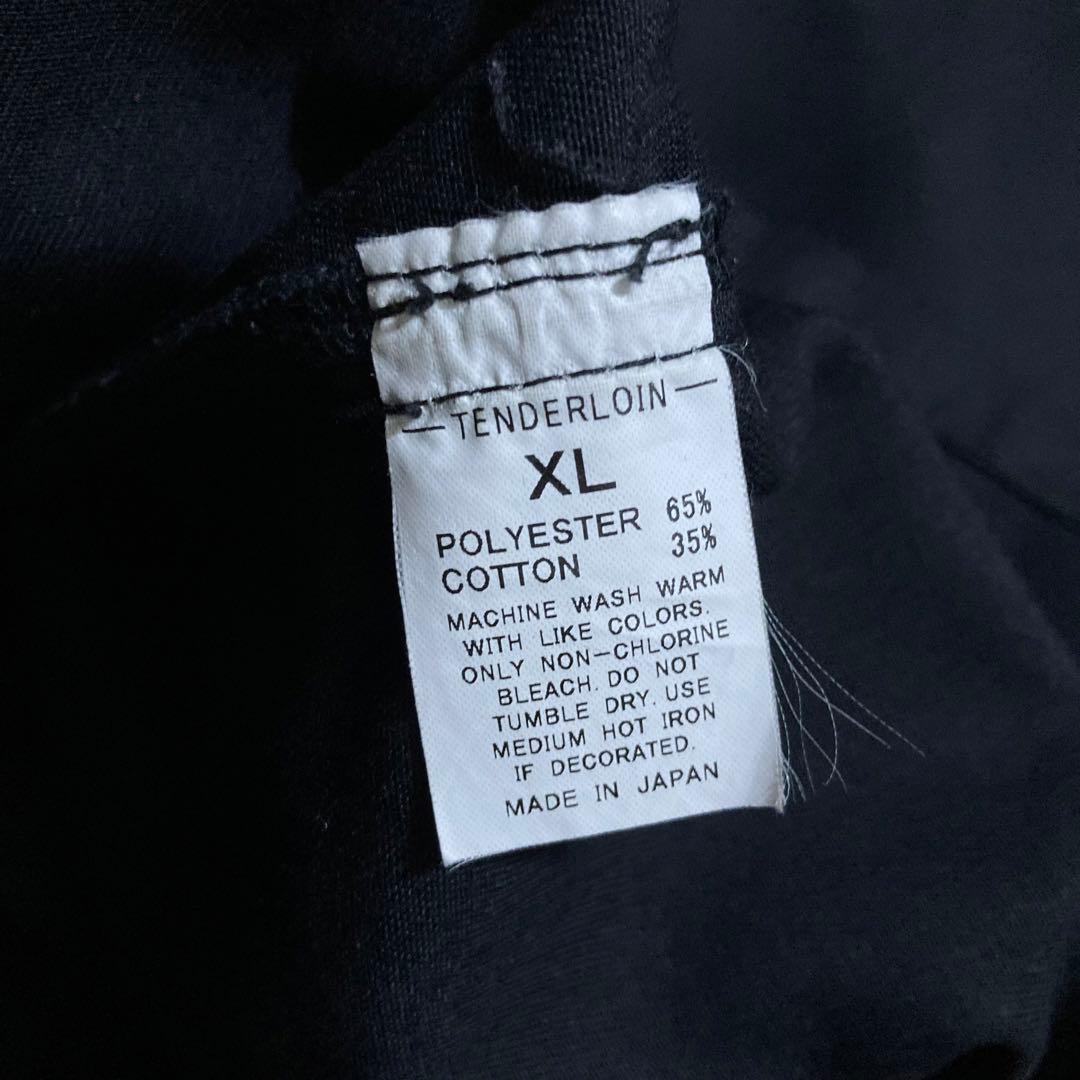 — TENDERLOIN —
XL
POLYESTER 65%
COTTON 35%
MACHINE WASH WARM
WITH LIKE COLORS.
ONLY NON-CHLORINE
BLEACH. DO NOT
TUMBLE DRY. USE
MEDIUM HOT IRON
IF DECORATED.
MADE IN JAPAN